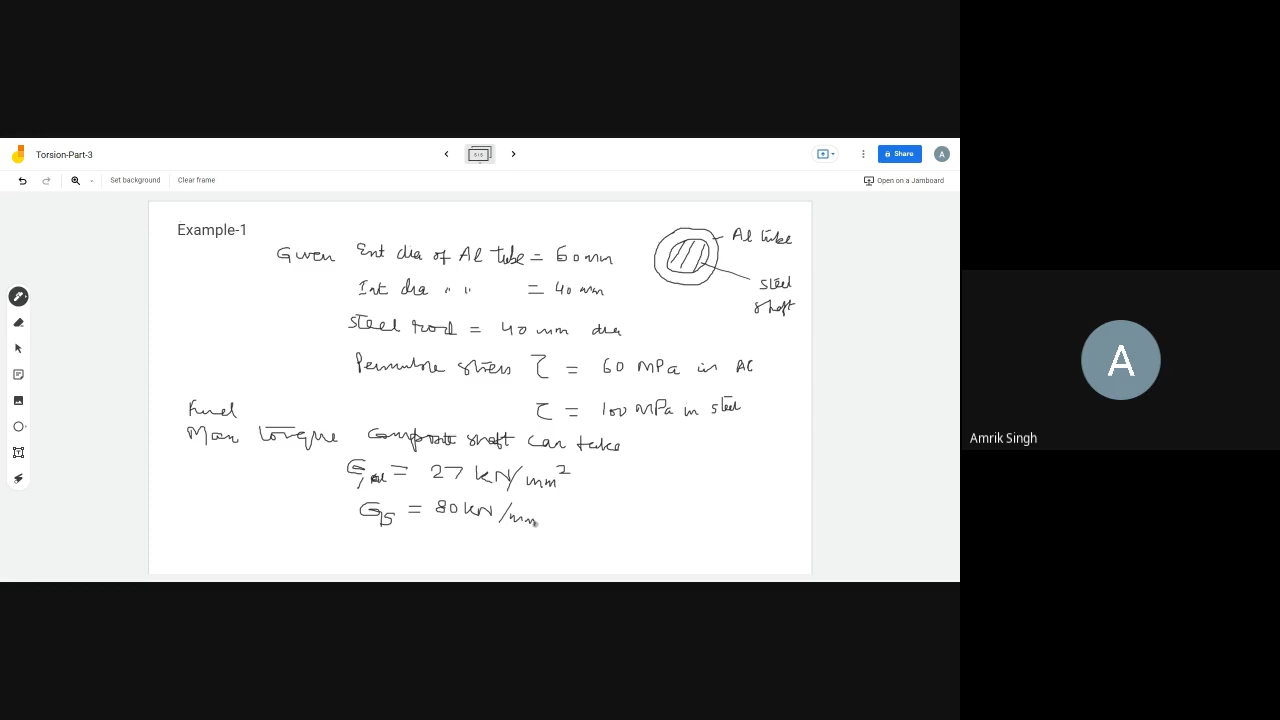 Torsion-Part-3
6/6
Share
A
Set background
Clear frame
Open on a Jamboard
Example-1
Given Ext dia of Al tube = 60 mm
Int dia " " = 40 mm
Steel rod = 40 mm dia
Permissible stress τ = 60 MPa in Al
τ = 100 MPa in steel
Find
Max torque Composite shaft can take
G, al = 27 kN/mm²
Gs = 80 kN/mm
Al tube
steel
shaft
A
Amrik Singh